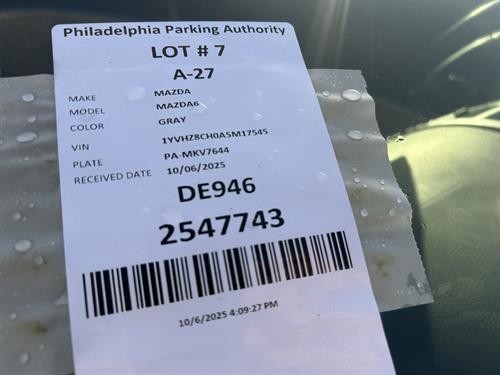 Philadelphia Parking Authority
LOT # 7
A-27
MAKE MAZDA
MODEL MAZDA6
COLOR GRAY
VIN 1YVHZ8CH0A5M17545
PLATE PA-MKV7644
RECEIVED DATE 10/06/2025
DE946
2547743
10/6/2025 4:09:27 PM